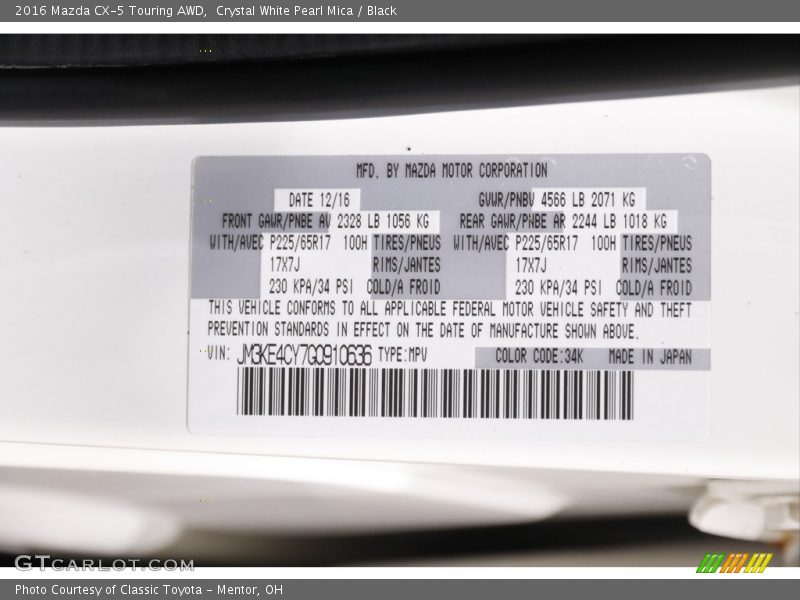 2016 Mazda CX-5 Touring AWD,  Crystal White Pearl Mica / Black
MFD. BY MAZDA MOTOR CORPORATION
DATE 12/16 GVWR/PNBV 4566 LB 2071 KG
FRONT GAWR/PNBE AV 2328 LB 1056 KG REAR GAWR/PNBE AR 2244 LB 1018 KG
WITH/AVEC P225/65R17 100H TIRES/PNEUS WITH/AVEC P225/65R17 100H TIRES/PNEUS
17X7J RIMS/JANTES 17X7J RIMS/JANTES
230 KPA/34 PSI COLD/A FROID 230 KPA/34 PSI COLD/A FROID
THIS VEHICLE CONFORMS TO ALL APPLICABLE FEDERAL MOTOR VEHICLE SAFETY AND THEFT
PREVENTION STANDARDS IN EFFECT ON THE DATE OF MANUFACTURE SHOWN ABOVE.
VIN: JM3KE4CY7G0910636 TYPE:MPV COLOR CODE:34K MADE IN JAPAN
GTCARLOT.COM
Photo Courtesy of Classic Toyota - Mentor, OH